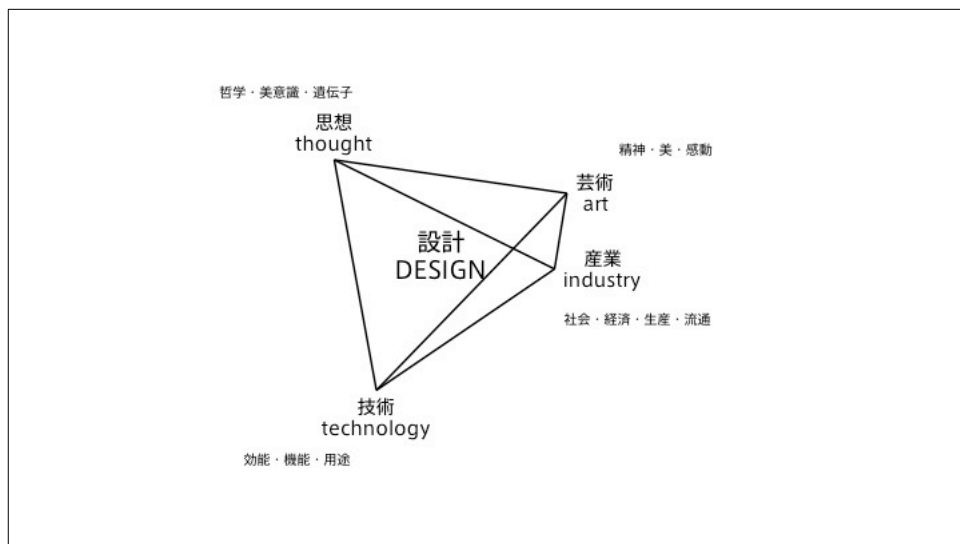 哲学・美意識・遺伝子
思想
thought
精神・美・感動
芸術
art
設計
DESIGN
産業
industry
社会・経済・生産・流通
技術
technology
効能・機能・用途